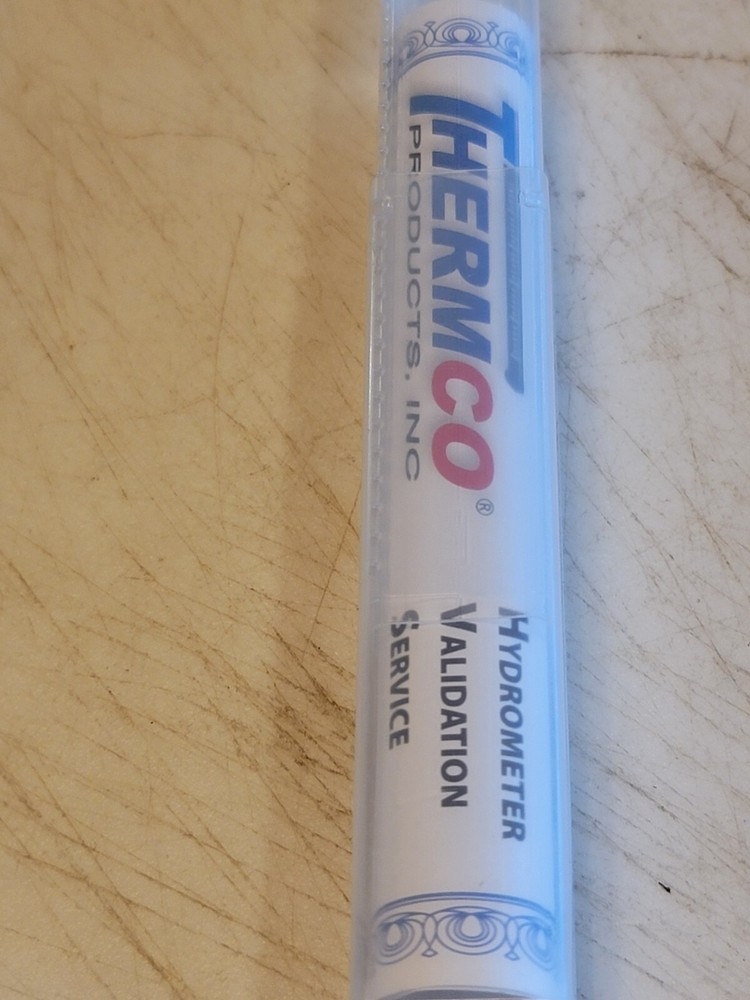 THERMCO®
PRODUCTS, INC
HYDROMETER
VALIDATION
SERVICE